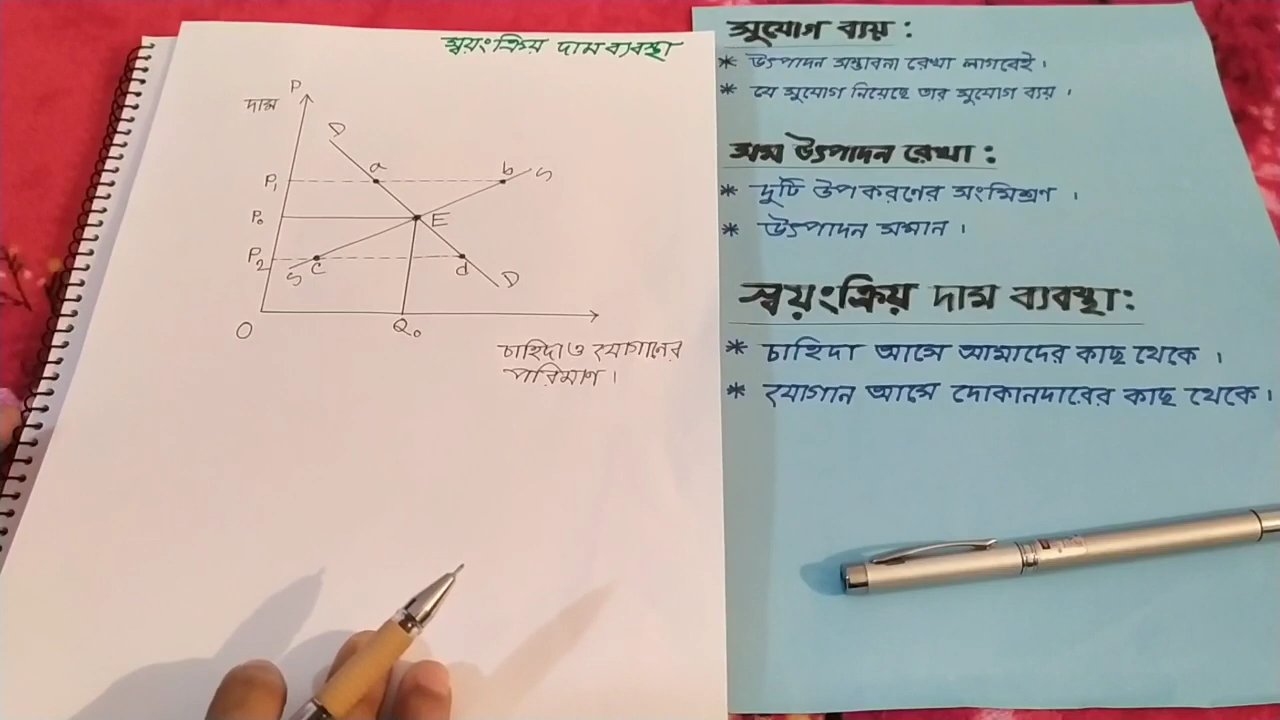 স্বয়ংক্রিয় দাম ব্যবস্থা
P
দাম
D
a
b
S
P₁
P₀
E
P₂
S
c
d
D
O
Q₀
চাহিদা ও যোগানের
পরিমাণ।
সুযোগ ব্যয় :
* উৎপাদন সম্ভাবনা রেখা লাগবেই।
* যে সুযোগ নিয়েছে তার সুযোগ ব্যয়।
সম উৎপাদন রেখা :
* দুটি উপকরণের সংমিশ্রণ।
* উৎপাদন সমান।
স্বয়ংক্রিয় দাম ব্যবস্থা:
* চাহিদা আসে আমাদের কাছ থেকে।
* যোগান আসে দোকানদারের কাছ থেকে।